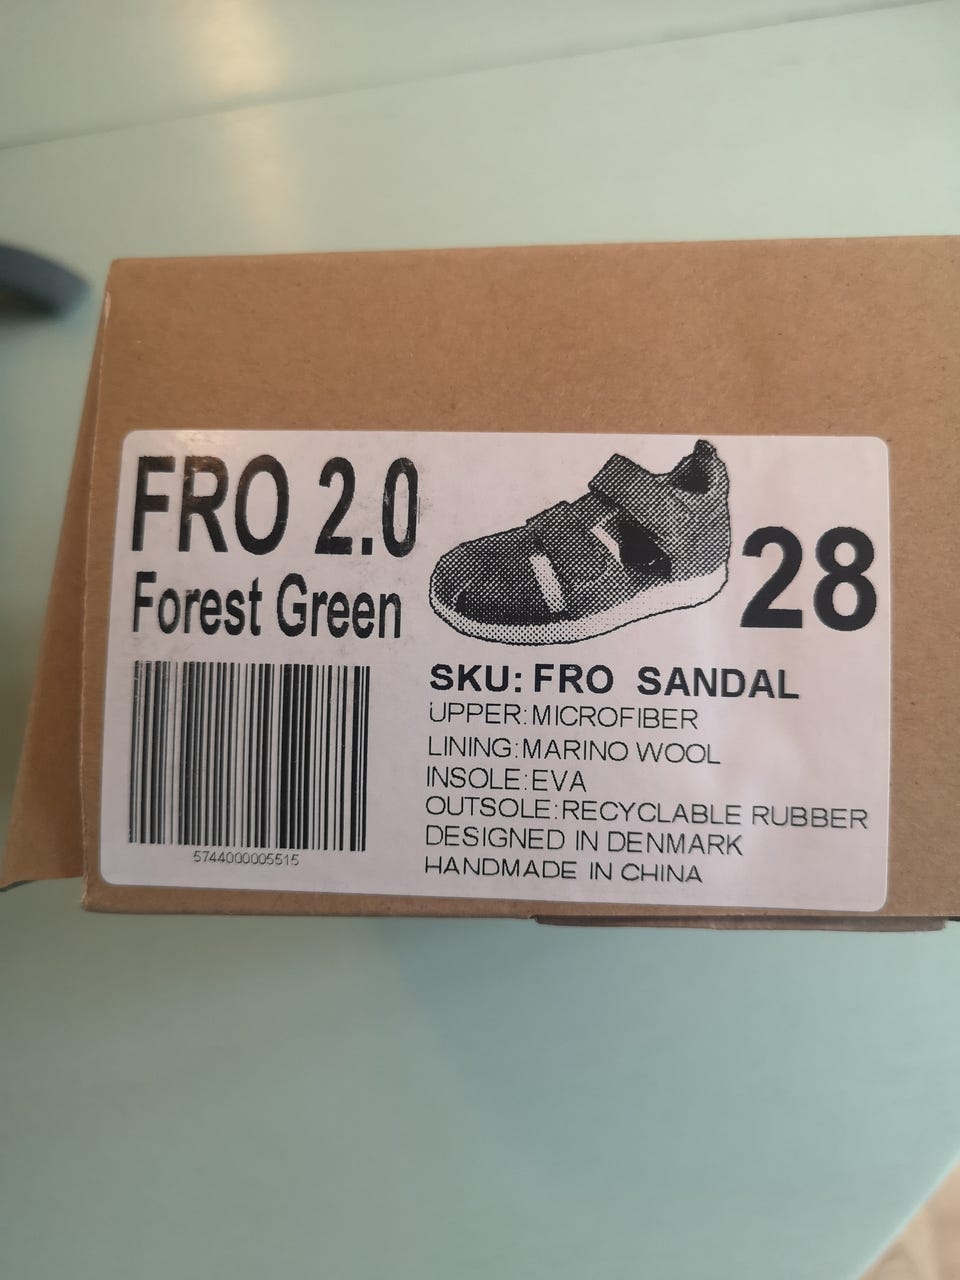 FRO 2.0
Forest Green
28
5744000005515
SKU: FRO SANDAL
UPPER: MICROFIBER
LINING: MARINO WOOL
INSOLE: EVA
OUTSOLE: RECYCLABLE RUBBER
DESIGNED IN DENMARK
HANDMADE IN CHINA